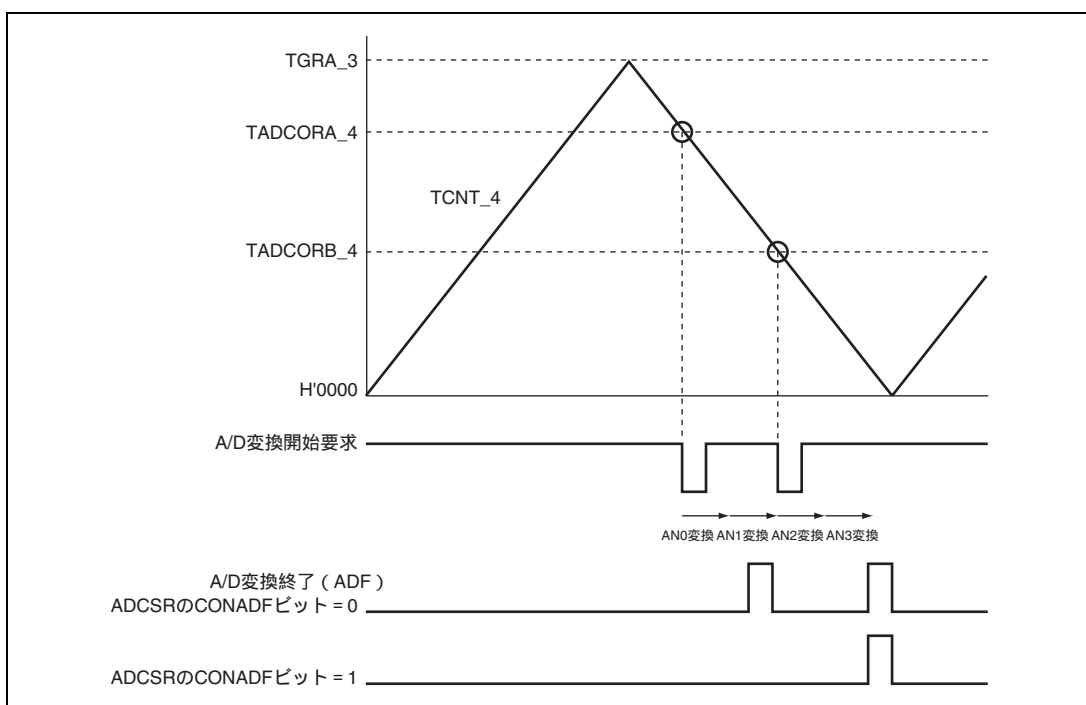 TGRA_3
TADCORA_4
TCNT_4
TADCORB_4
H'0000
A/D変換開始要求
AN0変換 AN1変換 AN2変換 AN3変換
A/D変換終了（ADF）
ADCSRのCONADFビット = 0
ADCSRのCONADFビット = 1